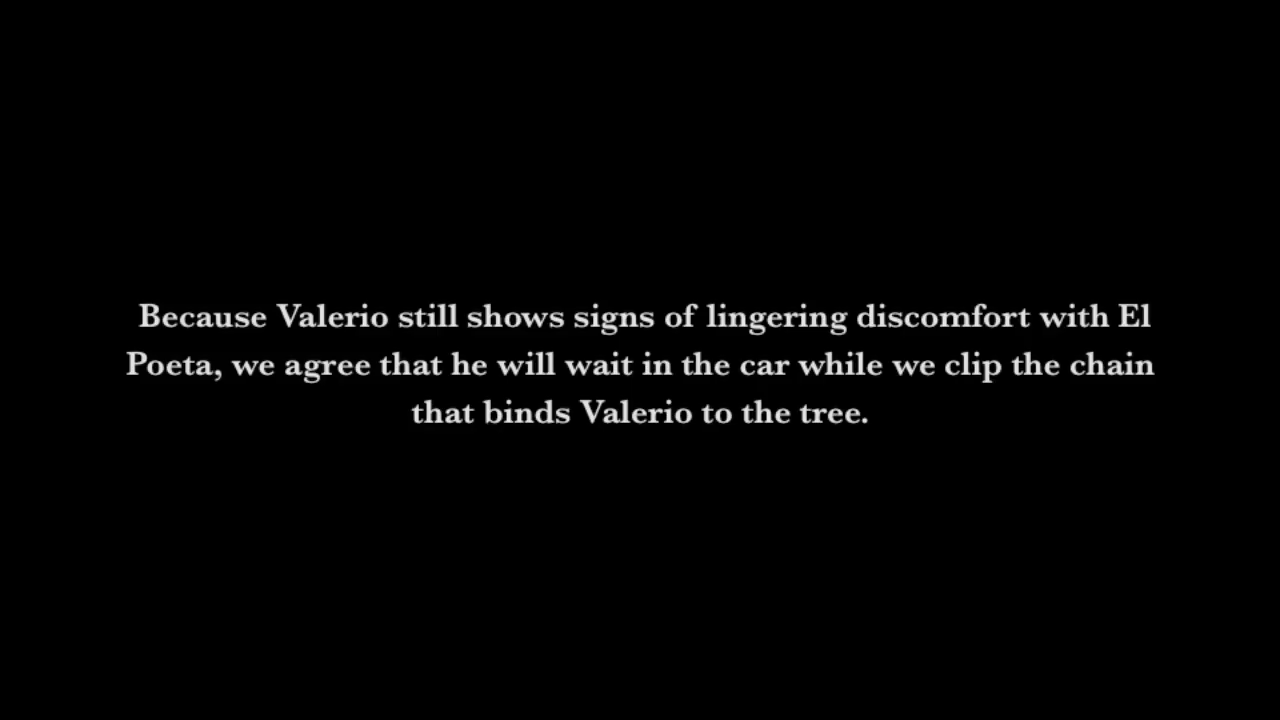 Because Valerio still shows signs of lingering discomfort with El
Poeta, we agree that he will wait in the car while we clip the chain
that binds Valerio to the tree.